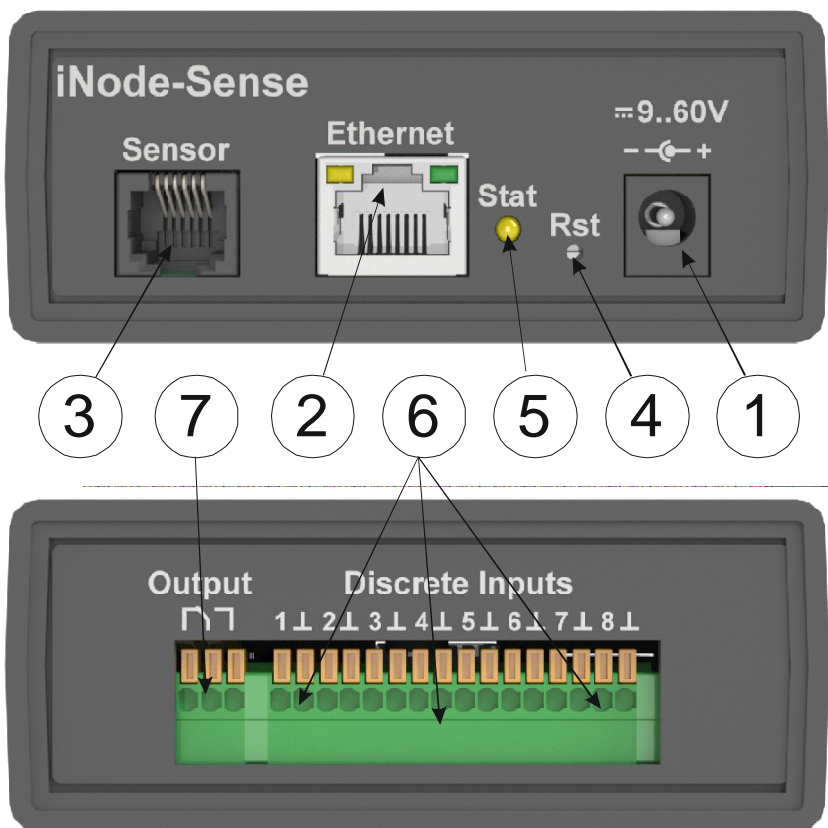 iNode-Sense
⎓9..60V
Ethernet
Sensor
- +
Stat
Rst
3 7 2 6 5 4 1
Output Discrete Inputs
1⊥ 2⊥ 3⊥ 4⊥ 5⊥ 6⊥ 7⊥ 8⊥